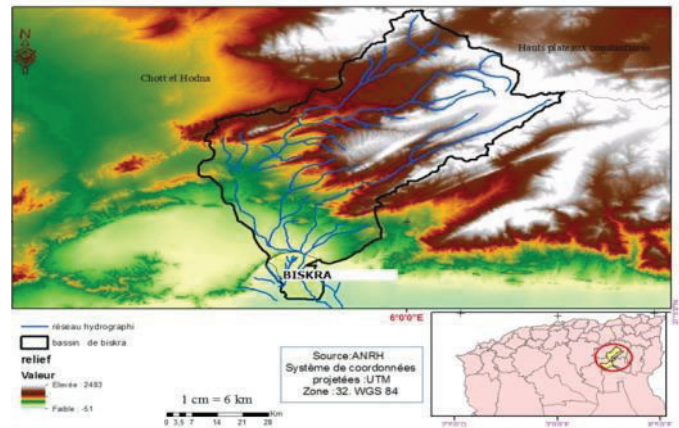 N
Hauts plateaux constantinois
Chott el Hodna
BISKRA
6°0'0"E
réseau hydrographi
bassin de biskra
relief
Valeur
Elevée : 2483
Faible : -51
1 cm = 6 km
0 3,5 7 14 21 28 Km
Source:ANRH
Système de coordonnées
projetées :UTM
Zone : 32. WGS 84